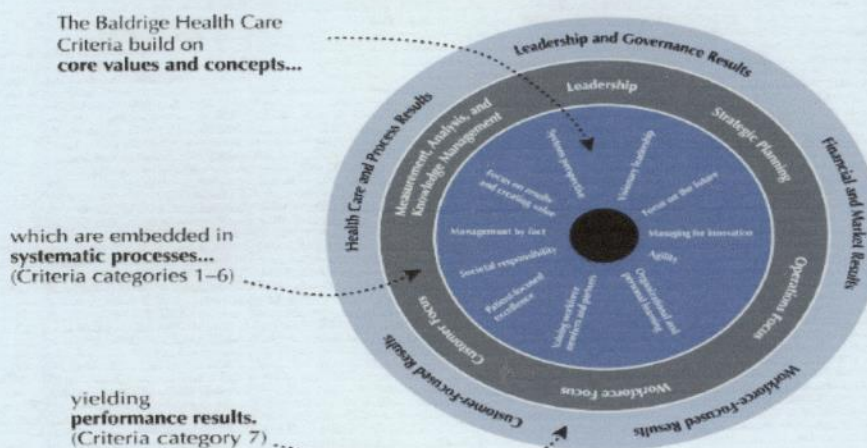 The Baldrige Health Care
Criteria build on
core values and concepts...
which are embedded in
systematic processes...
(Criteria categories 1–6)
yielding
performance results.
(Criteria category 7)
Leadership and Governance Results
Financial and Market Results
Workforce-Focused Results
Customer-Focused Results
Health Care and Process Results
Leadership
Strategic Planning
Operations Focus
Workforce Focus
Customer Focus
Measurement, Analysis, and
Knowledge Management
Systems perspective
Visionary leadership
Focus on the future
Managing for innovation
Agility
Organizational and
personal learning
Valuing workforce
members and partners
Patient-focused
excellence
Societal responsibility
Management by fact
Focus on results
and creating value